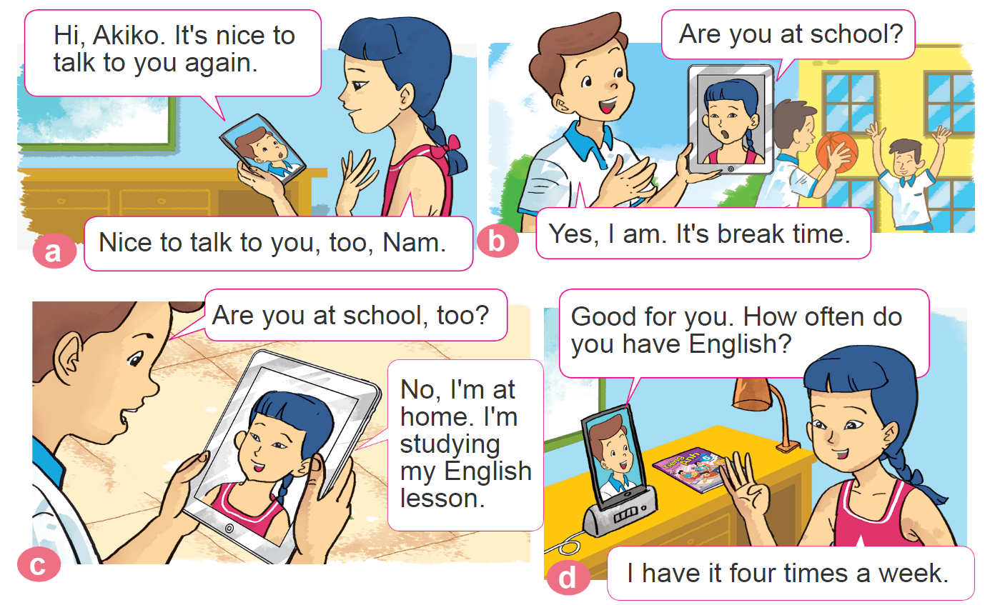 Hi, Akiko. It's nice to
talk to you again.
Nice to talk to you, too, Nam.
a
Are you at school?
Yes, I am. It's break time.
b
Are you at school, too?
No, I'm at
home. I'm
studying
my English
lesson.
c
Good for you. How often do
you have English?
I have it four times a week.
d